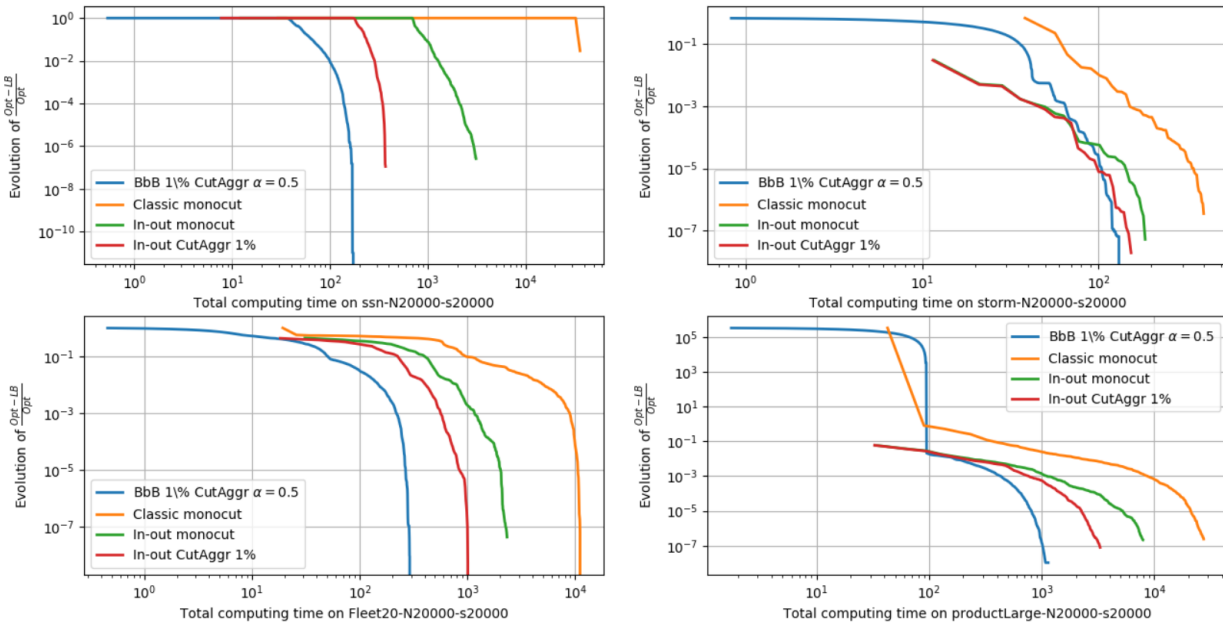 10^0
10^-2
10^-4
10^-6
10^-8
10^-10
Evolution of (Opt − LB)/Opt
BbB 1\% CutAggr α = 0.5
Classic monocut
In-out monocut
In-out CutAggr 1%
10^0 10^1 10^2 10^3 10^4
Total computing time on ssn-N20000-s20000
10^-1
10^-3
10^-5
10^-7
Evolution of (Opt − LB)/Opt
BbB 1\% CutAggr α = 0.5
Classic monocut
In-out monocut
In-out CutAggr 1%
10^0 10^1 10^2
Total computing time on storm-N20000-s20000
10^-1
10^-3
10^-5
10^-7
Evolution of (Opt − LB)/Opt
BbB 1\% CutAggr α = 0.5
Classic monocut
In-out monocut
In-out CutAggr 1%
10^0 10^1 10^2 10^3 10^4
Total computing time on Fleet20-N20000-s20000
10^5
10^3
10^1
10^-1
10^-3
10^-5
10^-7
Evolution of (Opt − LB)/Opt
BbB 1\% CutAggr α = 0.5
Classic monocut
In-out monocut
In-out CutAggr 1%
10^1 10^2 10^3 10^4
Total computing time on productLarge-N20000-s20000